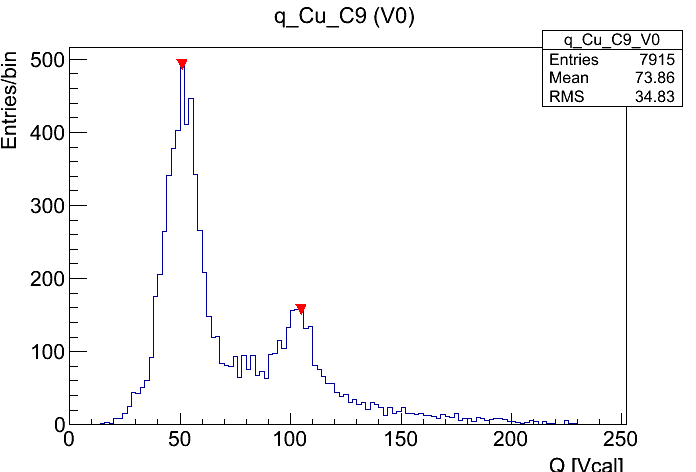 q_Cu_C9 (V0)
q_Cu_C9_V0
Entries 7915
Mean 73.86
RMS 34.83
Entries/bin
500
400
300
200
100
0
0 50 100 150 200 250
Q [Vcal]